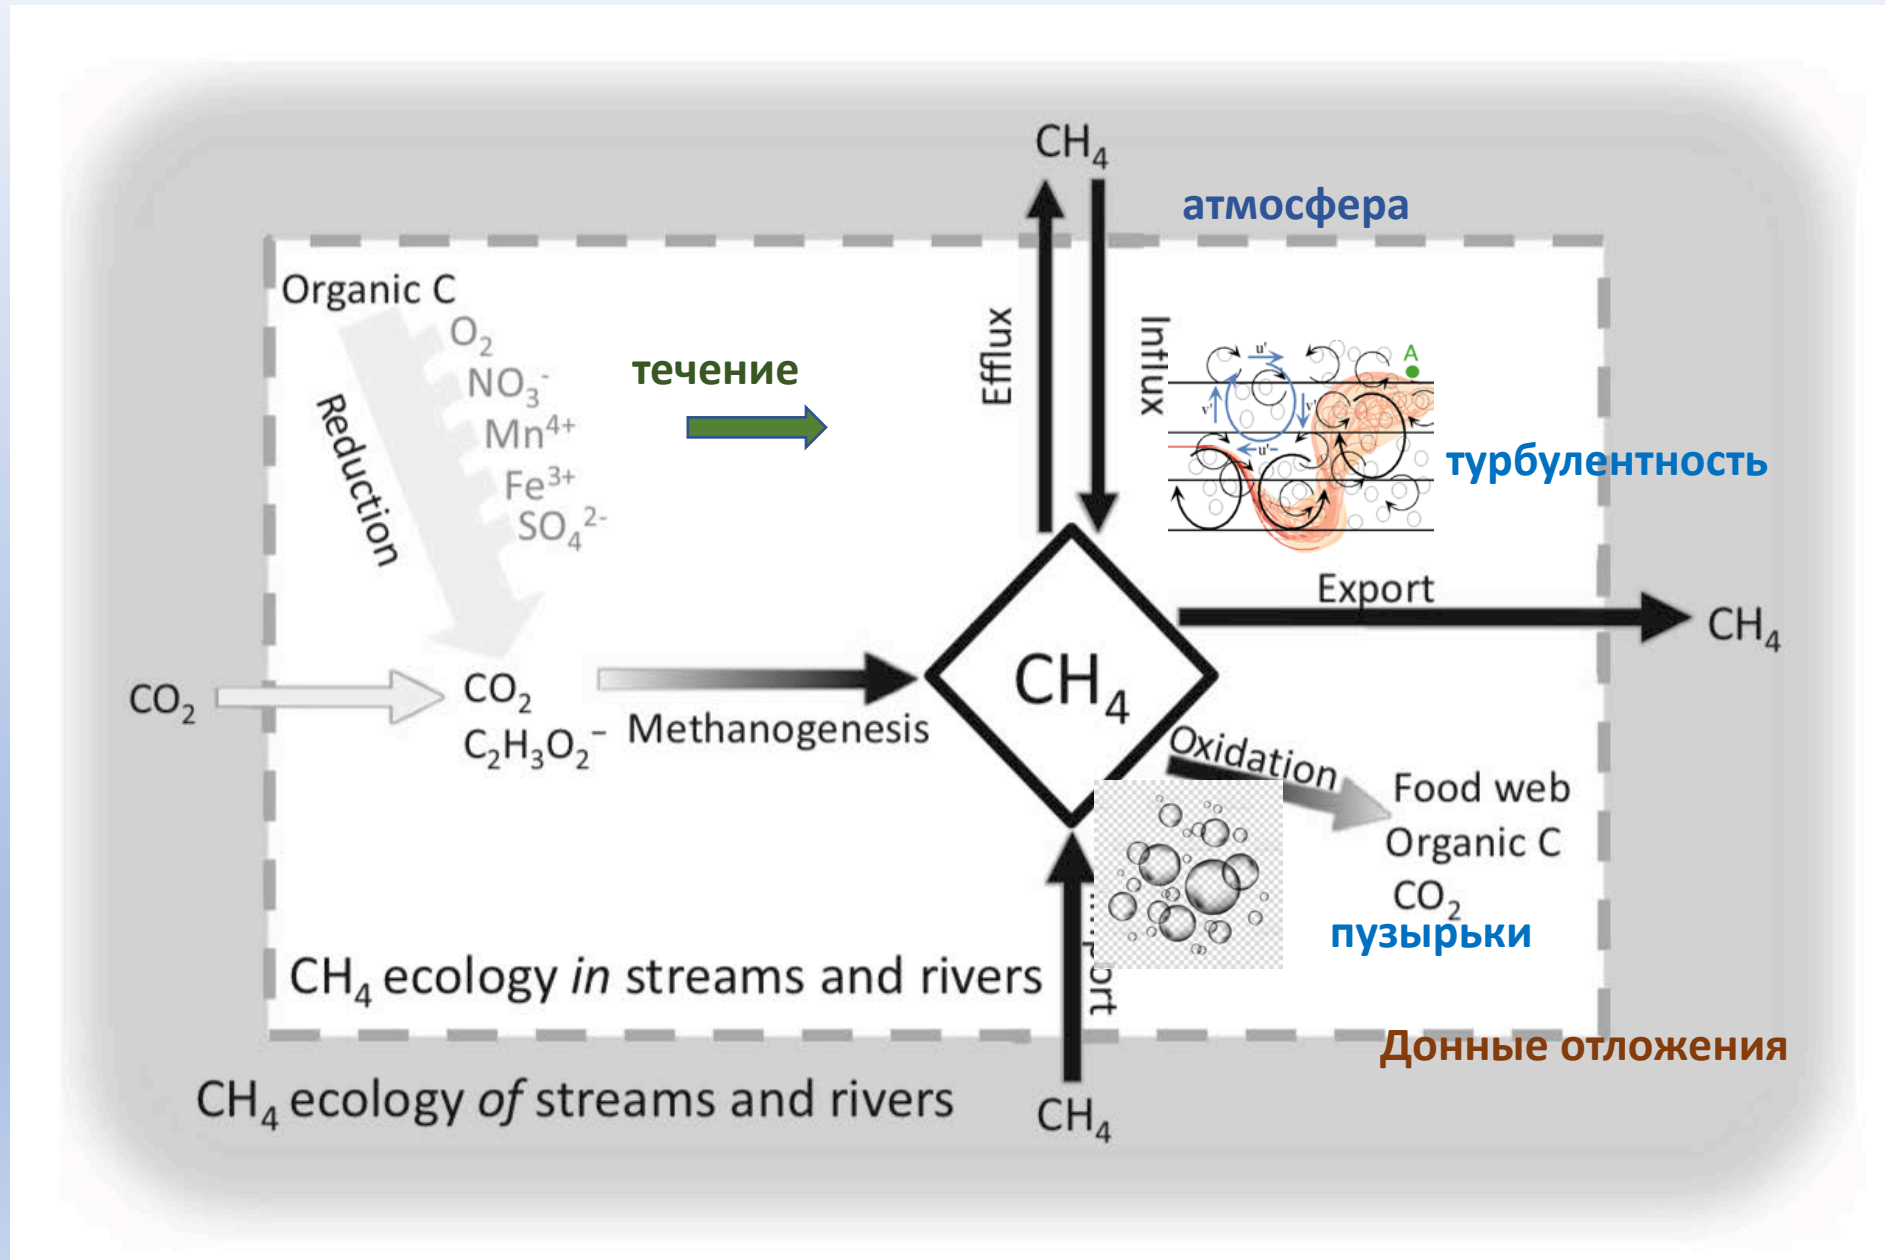 CH₄
атмосфера
Organic C
O₂
NO₃⁻
Mn⁴⁺
Fe³⁺
SO₄²⁻
Reduction
течение
Efflux
Influx
u'
v'
v'
u'
A
турбулентность
Export
CH₄
CO₂
CO₂
C₂H₃O₂⁻
Methanogenesis
CH₄
Oxidation
Food web
Organic C
CO₂
пузырьки
CH₄ ecology in streams and rivers
Донные отложения
CH₄ ecology of streams and rivers
CH₄